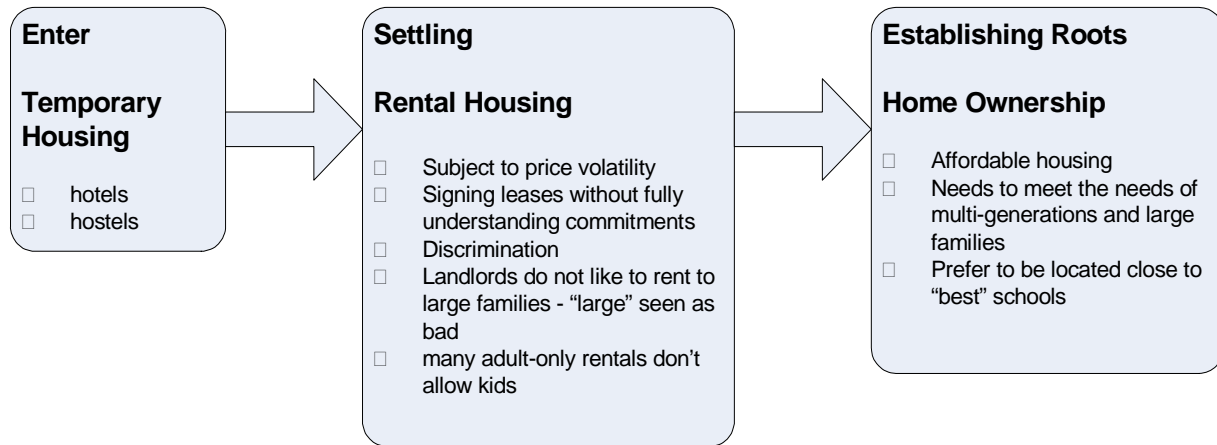 Enter
Temporary
Housing
□ hotels
□ hostels
Settling
Rental Housing
□ Subject to price volatility
□ Signing leases without fully
understanding commitments
□ Discrimination
□ Landlords do not like to rent to
large families - “large” seen as
bad
□ many adult-only rentals don’t
allow kids
Establishing Roots
Home Ownership
□ Affordable housing
□ Needs to meet the needs of
multi-generations and large
families
□ Prefer to be located close to
“best” schools